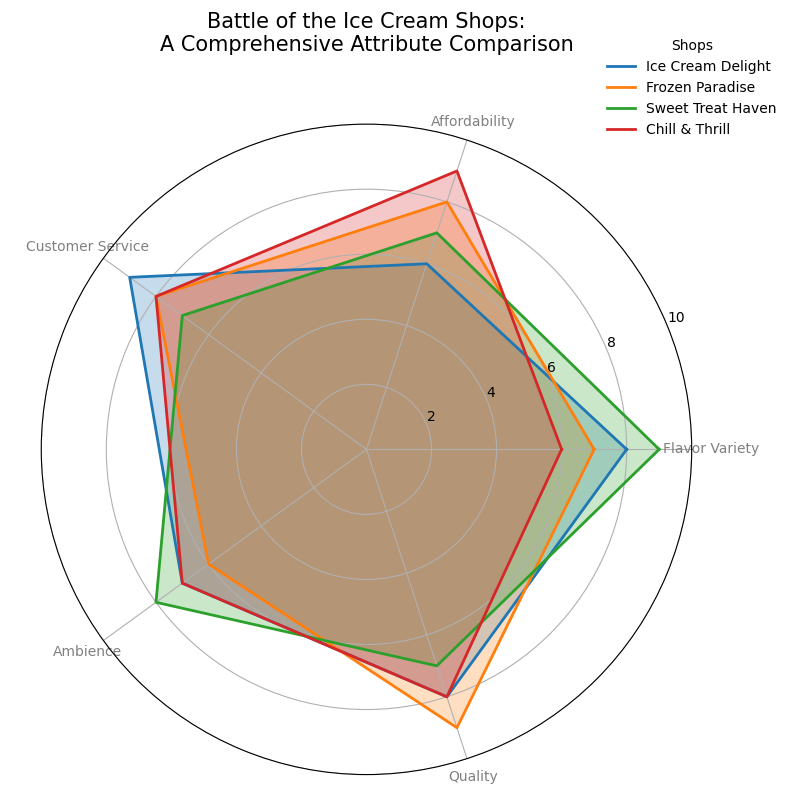 Battle of the Ice Cream Shops:
A Comprehensive Attribute Comparison
Shops
Ice Cream Delight
Frozen Paradise
Sweet Treat Haven
Chill & Thrill
Affordability
Customer Service
Flavor Variety
Ambience
Quality
2
4
6
8
10